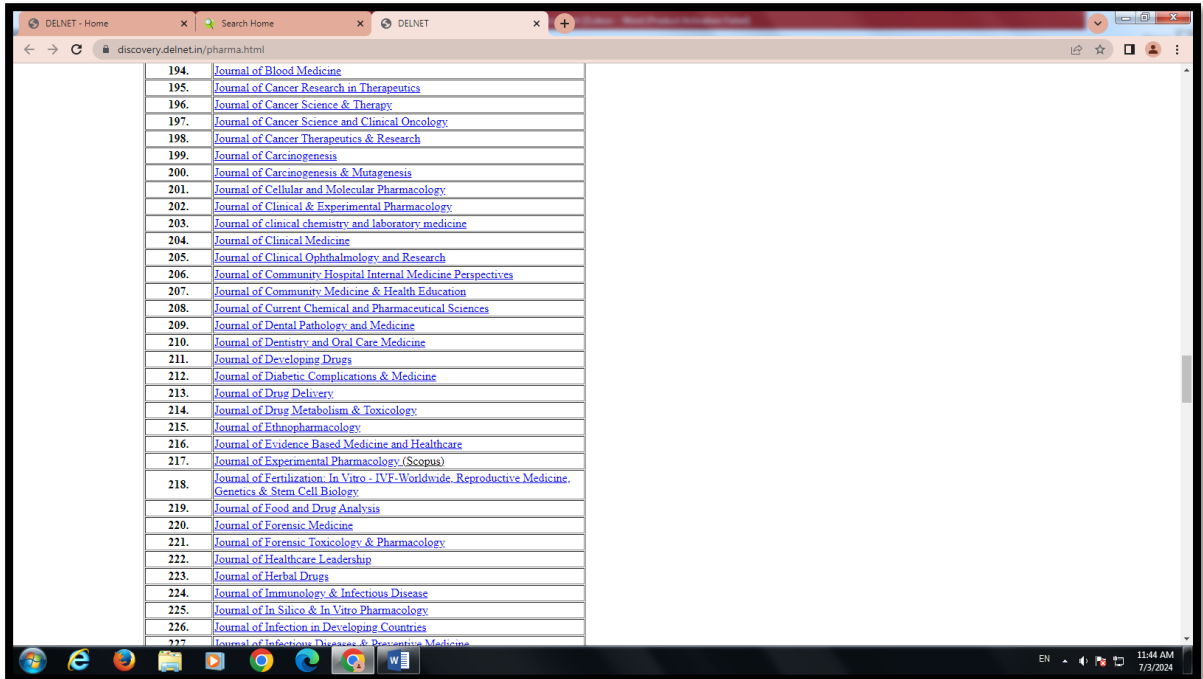 DELNET - Home
Search Home
DELNET
discovery.delnet.in/pharma.html
194. Journal of Blood Medicine
195. Journal of Cancer Research in Therapeutics
196. Journal of Cancer Science & Therapy
197. Journal of Cancer Science and Clinical Oncology
198. Journal of Cancer Therapeutics & Research
199. Journal of Carcinogenesis
200. Journal of Carcinogenesis & Mutagenesis
201. Journal of Cellular and Molecular Pharmacology
202. Journal of Clinical & Experimental Pharmacology
203. Journal of clinical chemistry and laboratory medicine
204. Journal of Clinical Medicine
205. Journal of Clinical Ophthalmology and Research
206. Journal of Community Hospital Internal Medicine Perspectives
207. Journal of Community Medicine & Health Education
208. Journal of Current Chemical and Pharmaceutical Sciences
209. Journal of Dental Pathology and Medicine
210. Journal of Dentistry and Oral Care Medicine
211. Journal of Developing Drugs
212. Journal of Diabetic Complications & Medicine
213. Journal of Drug Delivery
214. Journal of Drug Metabolism & Toxicology
215. Journal of Ethnopharmacology
216. Journal of Evidence Based Medicine and Healthcare
217. Journal of Experimental Pharmacology (Scopus)
218. Journal of Fertilization: In Vitro - IVF-Worldwide, Reproductive Medicine,
Genetics & Stem Cell Biology
219. Journal of Food and Drug Analysis
220. Journal of Forensic Medicine
221. Journal of Forensic Toxicology & Pharmacology
222. Journal of Healthcare Leadership
223. Journal of Herbal Drugs
224. Journal of Immunology & Infectious Disease
225. Journal of In Silico & In Vitro Pharmacology
226. Journal of Infection in Developing Countries
227. Journal of Infectious Diseases & Preventive Medicine
EN
11:44 AM
7/3/2024